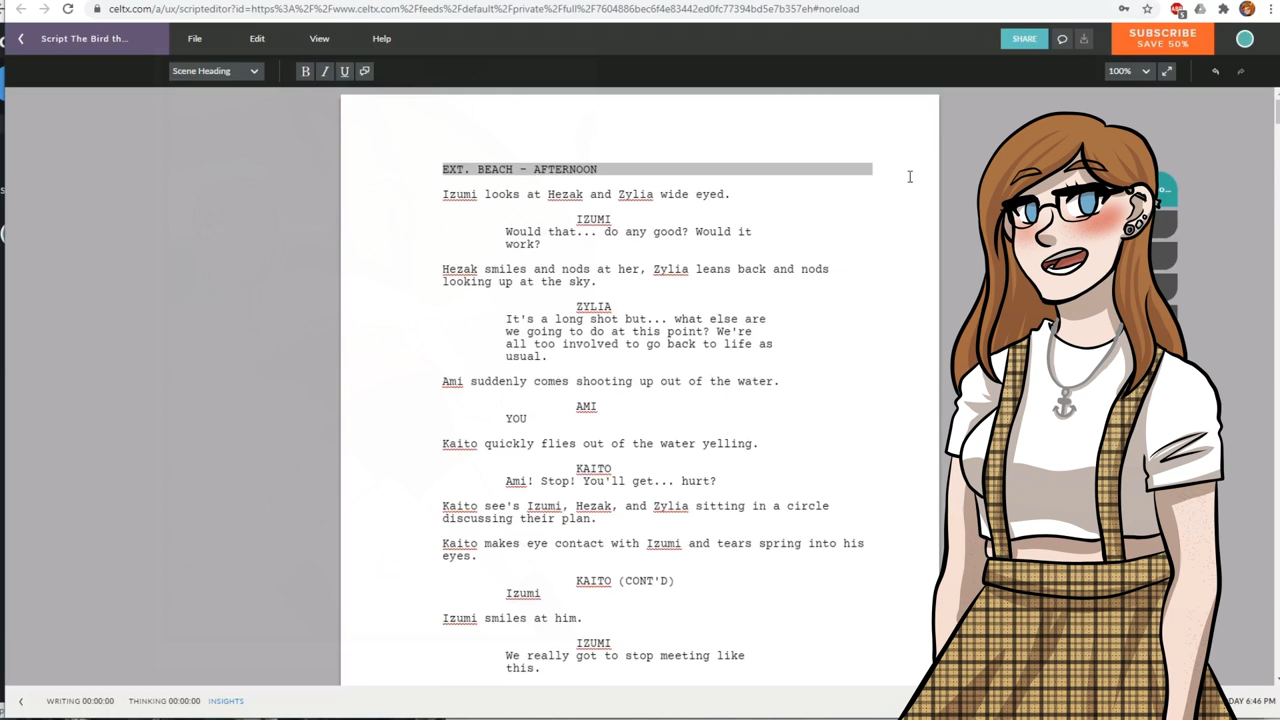 celtx.com/a/ux/scripteditor?id=https%3A%2F%2Fwww.celtx.com%2Ffeeds%2Fdefault%2Fprivate%2Ffull%2F7604886bec6f4e83442ed0fc77394bd5e7b357eh#noreload
5
Script The Bird th...
File Edit View Help
SHARE
SUBSCRIBE
SAVE 50%
Scene Heading
B I U
100%
EXT. BEACH - AFTERNOON
Izumi looks at Hezak and Zylia wide eyed.
IZUMI
Would that... do any good? Would it
work?
Hezak smiles and nods at her, Zylia leans back and nods
looking up at the sky.
ZYLIA
It's a long shot but... what else are
we going to do at this point? We're
all too involved to go back to life as
usual.
Ami suddenly comes shooting up out of the water.
AMI
YOU
Kaito quickly flies out of the water yelling.
KAITO
Ami! Stop! You'll get... hurt?
Kaito see's Izumi, Hezak, and Zylia sitting in a circle
discussing their plan.
Kaito makes eye contact with Izumi and tears spring into his
eyes.
KAITO (CONT'D)
Izumi
Izumi smiles at him.
IZUMI
We really got to stop meeting like
this.
WRITING 00:00:00 THINKING 00:00:00 INSIGHTS
DAY 6:46 PM